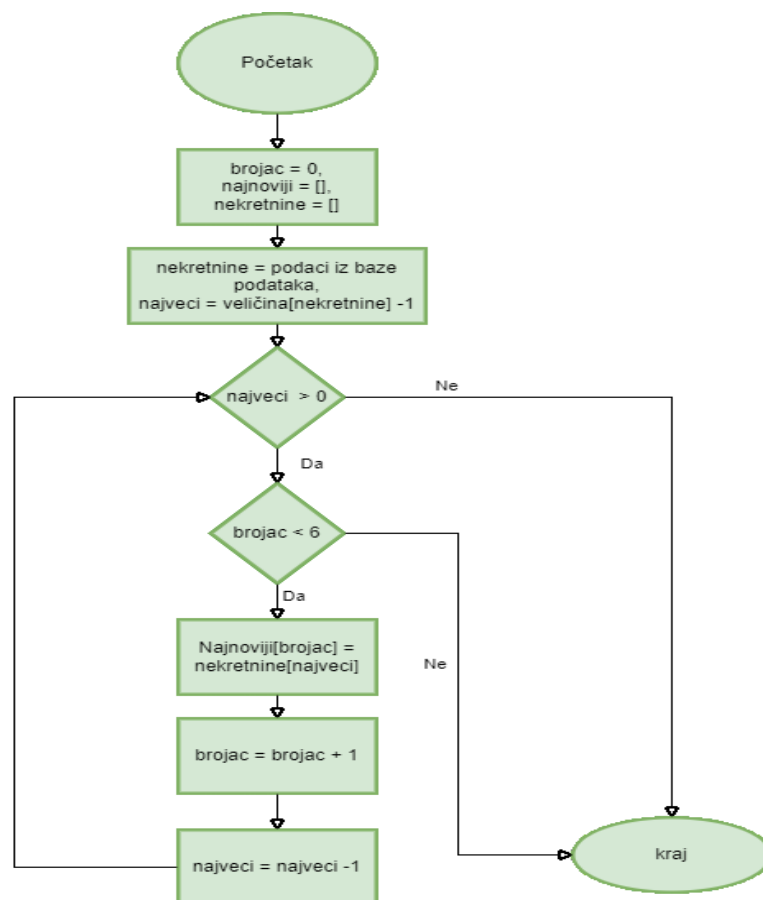 Početak
brojac = 0,
najnoviji = [],
nekretnine = []
nekretnine = podaci iz baze
podataka,
najveci = veličina[nekretnine] -1
najveci > 0
Ne
Da
brojac < 6
Da
Najnoviji[brojac] =
nekretnine[najveci]
Ne
brojac = brojac + 1
najveci = najveci -1
kraj